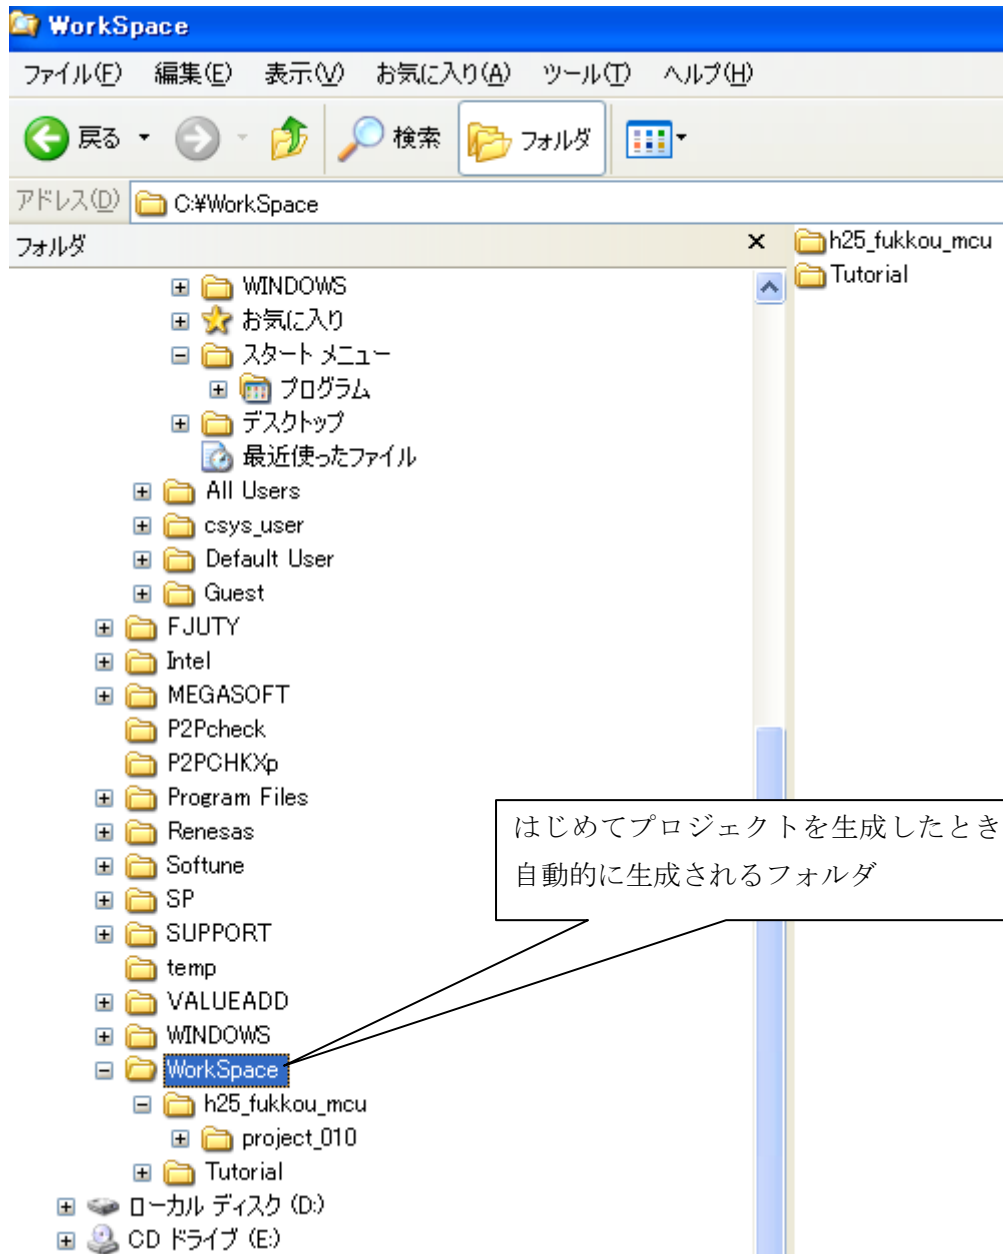 WorkSpace
ファイル(F) 編集(E) 表示(V) お気に入り(A) ツール(T) ヘルプ(H)
戻る 検索 フォルダ
アドレス(D) C:¥WorkSpace
フォルダ
WINDOWS
お気に入り
スタート メニュー
プログラム
デスクトップ
最近使ったファイル
All Users
csys_user
Default User
Guest
FJUTY
Intel
MEGASOFT
P2Pcheck
P2PCHKXp
Program Files
Renesas
Softune
SP
SUPPORT
temp
VALUEADD
WINDOWS
WorkSpace
h25_fukkou_mcu
project_010
Tutorial
ローカル ディスク (D:)
CD ドライブ (E:)
h25_fukkou_mcu
Tutorial
はじめてプロジェクトを生成したとき
自動的に生成されるフォルダ